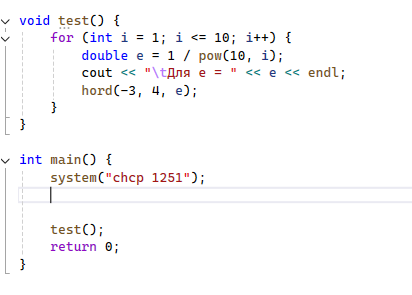 void test() {
for (int i = 1; i <= 10; i++) {
double e = 1 / pow(10, i);
cout << "\tДля e = " << e << endl;
hord(-3, 4, e);
}
}
int main() {
system("chcp 1251");
test();
return 0;
}